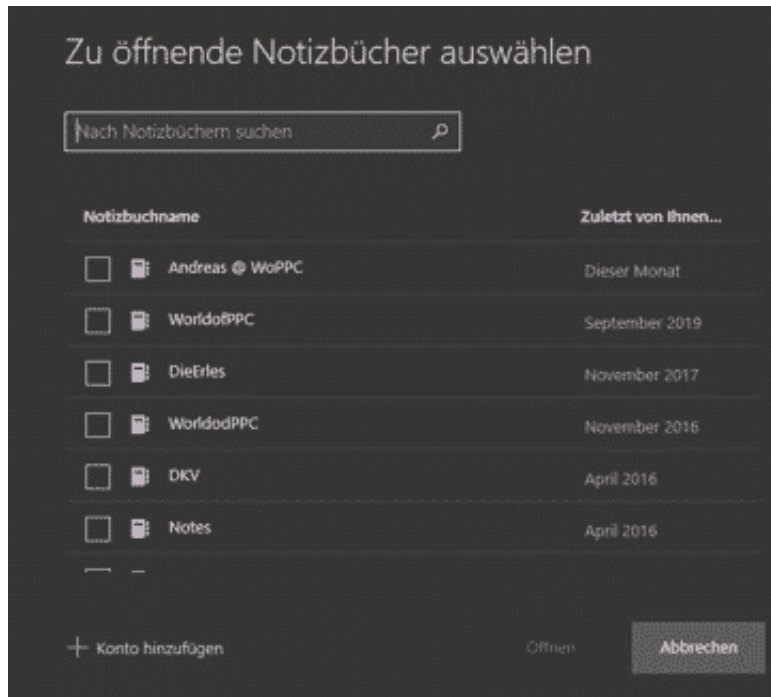 Zu öffnende Notizbücher auswählen
Nach Notizbüchern suchen
Notizbuchname Zuletzt von Ihnen...
Andreas @ WoPPC Dieser Monat
WorldofPPC September 2019
DieErles November 2017
WorldodPPC November 2016
DKV April 2016
Notes April 2016
+ Konto hinzufügen Öffnen Abbrechen